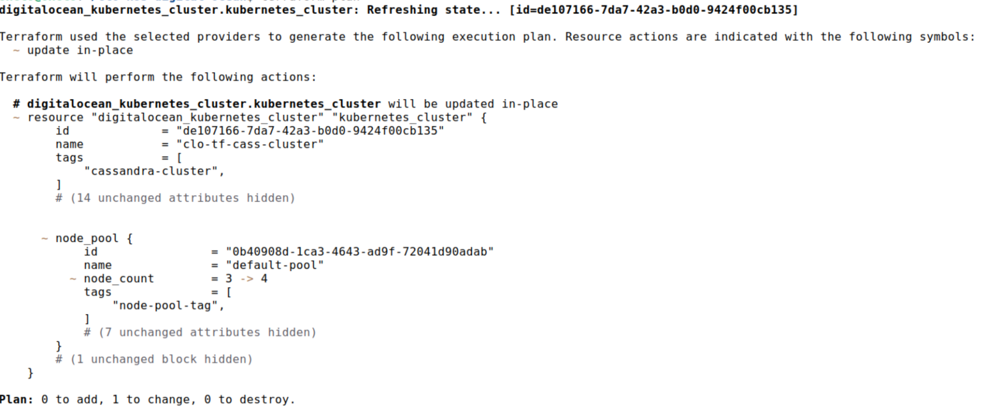 digitalocean_kubernetes_cluster.kubernetes_cluster: Refreshing state... [id=de107166-7da7-42a3-b0d0-9424f00cb135]
Terraform used the selected providers to generate the following execution plan. Resource actions are indicated with the following symbols:
  ~ update in-place
Terraform will perform the following actions:
  # digitalocean_kubernetes_cluster.kubernetes_cluster will be updated in-place
  ~ resource "digitalocean_kubernetes_cluster" "kubernetes_cluster" {
        id             = "de107166-7da7-42a3-b0d0-9424f00cb135"
        name           = "clo-tf-cass-cluster"
        tags           = [
            "cassandra-cluster",
        ]
        # (14 unchanged attributes hidden)
      ~ node_pool {
            id                = "0b40908d-1ca3-4643-ad9f-72041d90adab"
            name              = "default-pool"
          ~ node_count        = 3 -> 4
            tags              = [
                "node-pool-tag",
            ]
            # (7 unchanged attributes hidden)
        }
        # (1 unchanged block hidden)
    }
Plan: 0 to add, 1 to change, 0 to destroy.